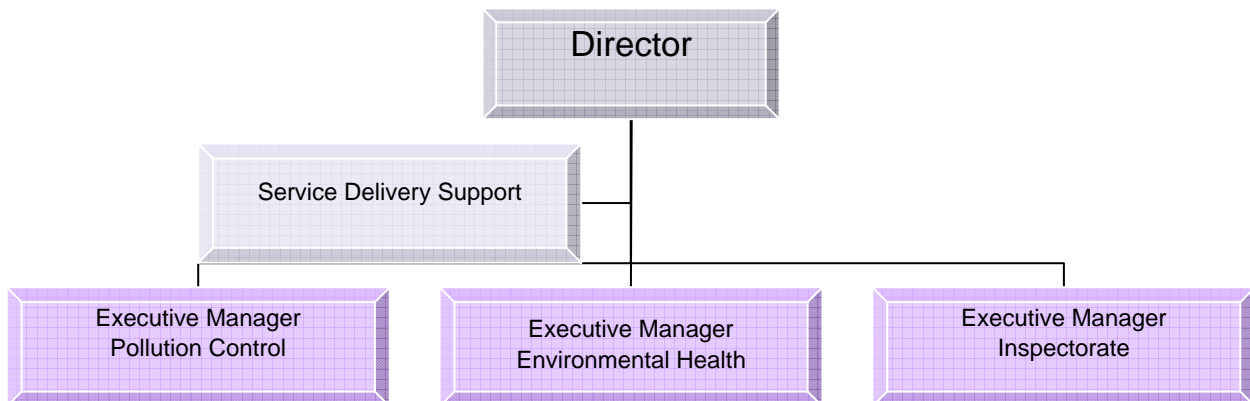 Director
Service Delivery Support
Executive Manager
Pollution Control
Executive Manager
Environmental Health
Executive Manager
Inspectorate